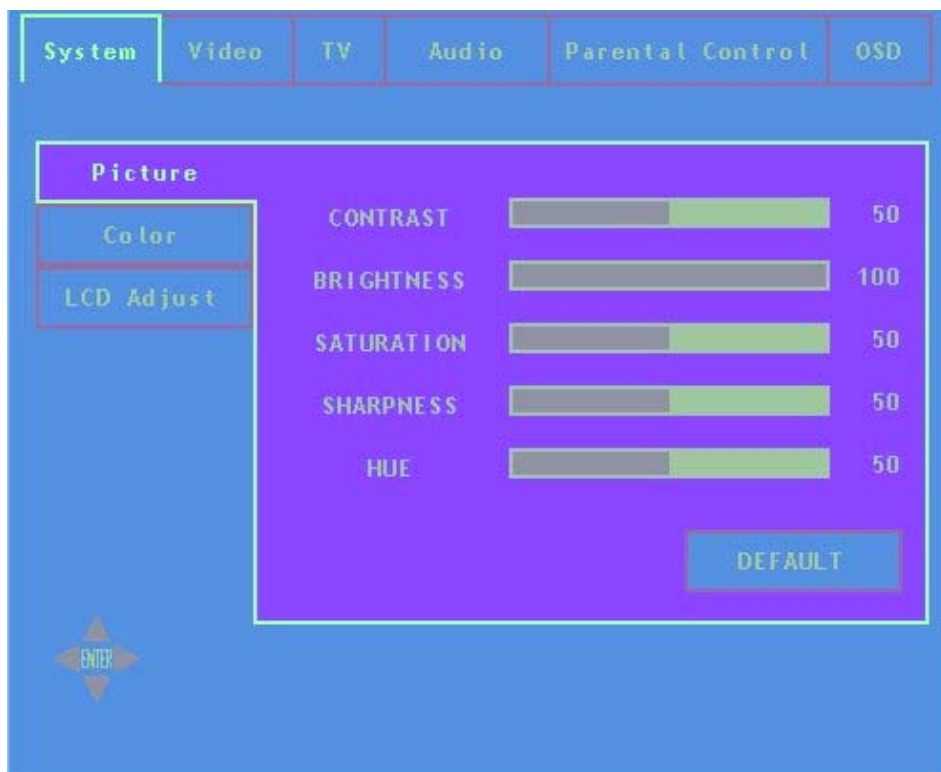 System Video TV Audio Parental Control OSD
Picture
Color
LCD Adjust
CONTRAST 50
BRIGHTNESS 100
SATURATION 50
SHARPNESS 50
HUE 50
DEFAULT
ENTER